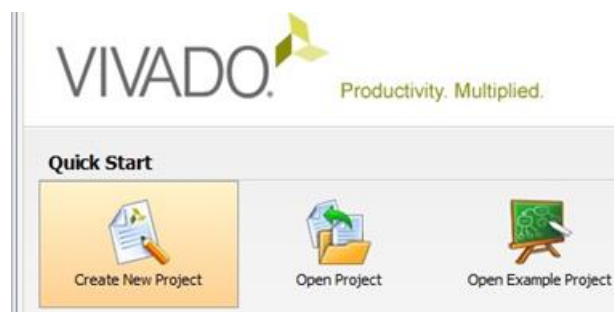 VIVADO.
Productivity. Multiplied.
Quick Start
Create New Project
Open Project
Open Example Project